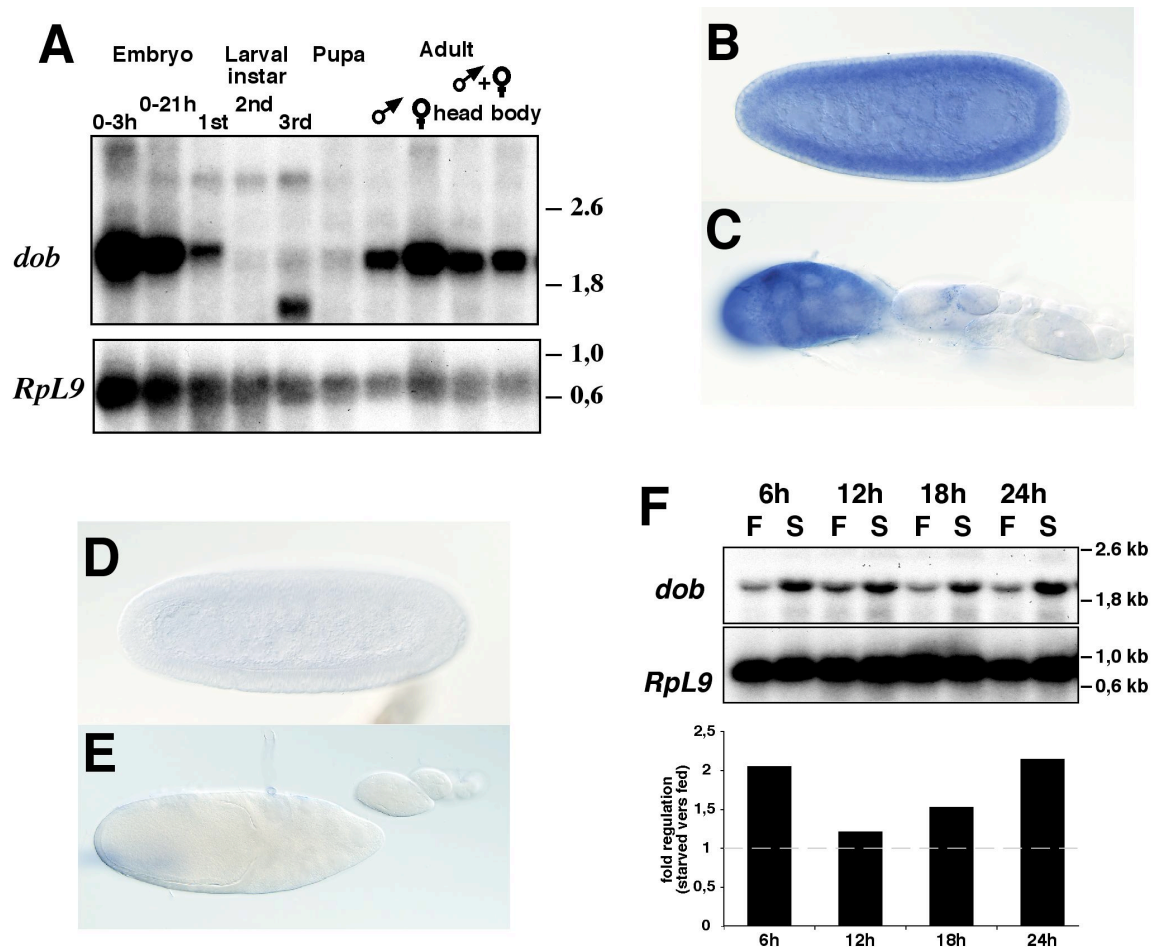 A
Embryo Larval Pupa Adult
instar
♂+♀
0-21h 2nd
0-3h 1st 3rd ♂ ♀ head body
2.6
dob
1,8
1,0
RpL9
0,6
B
C
D
E
F
6h 12h 18h 24h
F S F S F S F S
2.6 kb
dob
1,8 kb
1,0 kb
RpL9
0,6 kb
fold regulation
(starved vers fed)
2,5
2
1,5
1
0,5
0
6h 12h 18h 24h